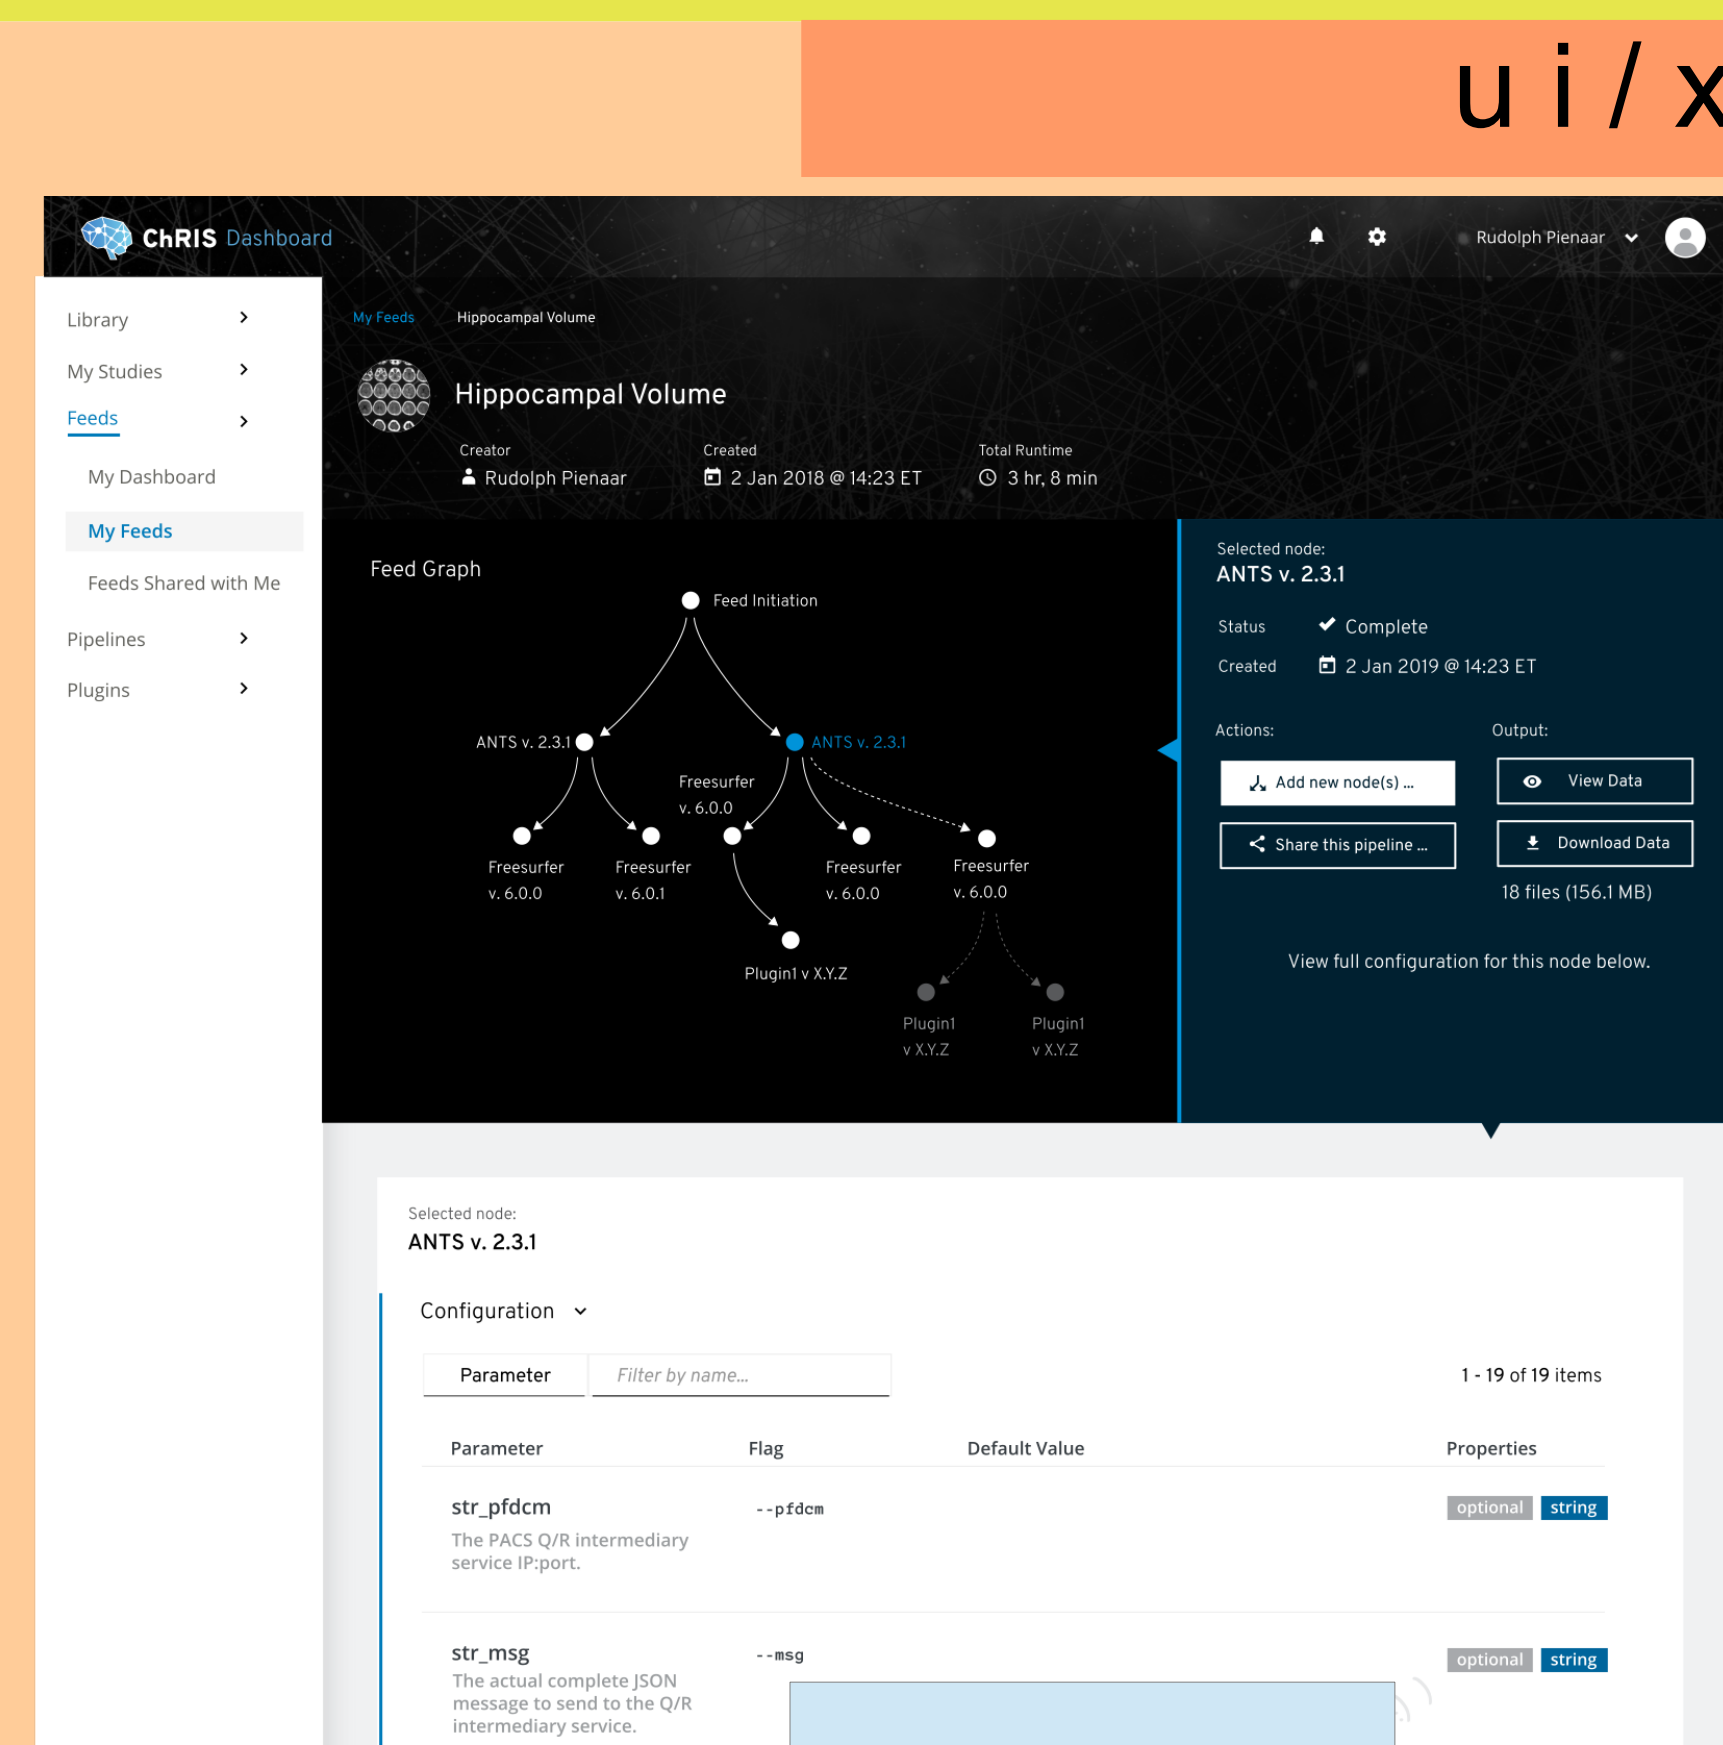 ui/x
ChRIS Dashboard
Rudolph Pienaar
Library
My Studies
Feeds
My Dashboard
My Feeds
Feeds Shared with Me
Pipelines
Plugins
My Feeds Hippocampal Volume
Hippocampal Volume
Creator Created Total Runtime
Rudolph Pienaar 2 Jan 2018 @ 14:23 ET 3 hr, 8 min
Feed Graph
Feed Initiation
ANTS v. 2.3.1
ANTS v. 2.3.1
Freesurfer
v. 6.0.0
Freesurfer
v. 6.0.0
Freesurfer
v. 6.0.1
Freesurfer
v. 6.0.0
Freesurfer
v. 6.0.0
Plugin1 v X.Y.Z
Plugin1
v X.Y.Z
Plugin1
v X.Y.Z
Selected node:
ANTS v. 2.3.1
Status Complete
Created 2 Jan 2019 @ 14:23 ET
Actions:
Add new node(s) ...
Share this pipeline ...
Output:
View Data
Download Data
18 files (156.1 MB)
View full configuration for this node below.
Selected node:
ANTS v. 2.3.1
Configuration
Parameter Filter by name...
1 - 19 of 19 items
Parameter Flag Default Value Properties
str_pfdcm --pfdcm optional string
The PACS Q/R intermediary
service IP:port.
str_msg --msg optional string
The actual complete JSON
message to send to the Q/R
intermediary service.